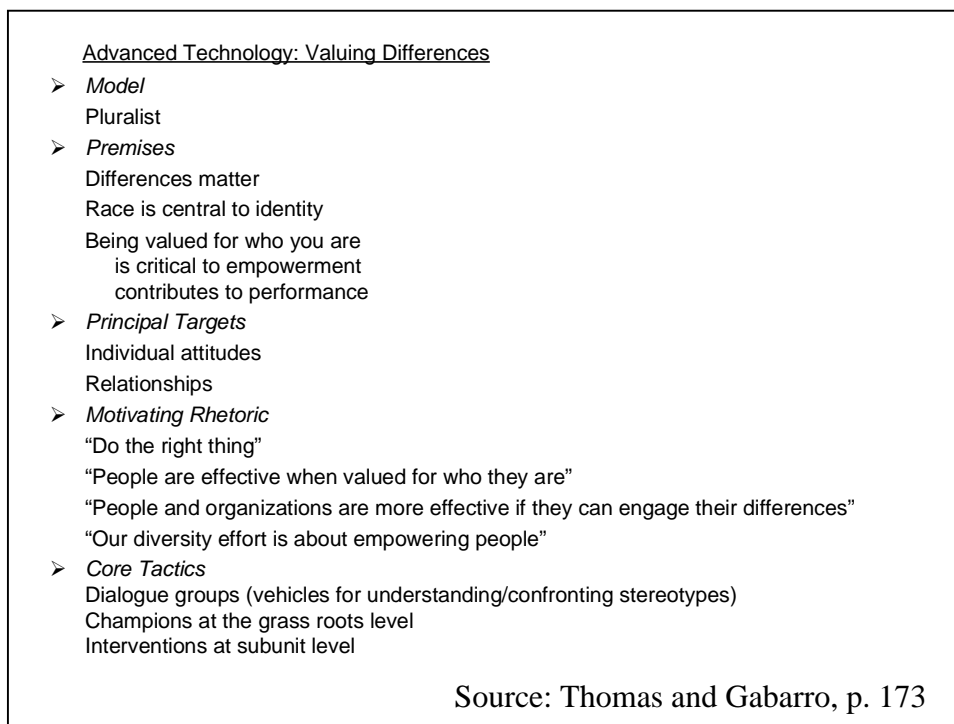 Advanced Technology: Valuing Differences
➢ Model
Pluralist
➢ Premises
Differences matter
Race is central to identity
Being valued for who you are
is critical to empowerment
contributes to performance
➢ Principal Targets
Individual attitudes
Relationships
➢ Motivating Rhetoric
“Do the right thing”
“People are effective when valued for who they are”
“People and organizations are more effective if they can engage their differences”
“Our diversity effort is about empowering people”
➢ Core Tactics
Dialogue groups (vehicles for understanding/confronting stereotypes)
Champions at the grass roots level
Interventions at subunit level
Source: Thomas and Gabarro, p. 173